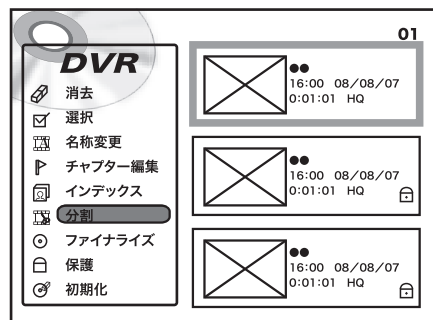 01
DVR
消去
選択
名称変更
チャプター編集
インデックス
分割
ファイナライズ
保護
初期化
●●
16:00 08/08/07
0:01:01 HQ
●●
16:00 08/08/07
0:01:01 HQ
●●
16:00 08/08/07
0:01:01 HQ